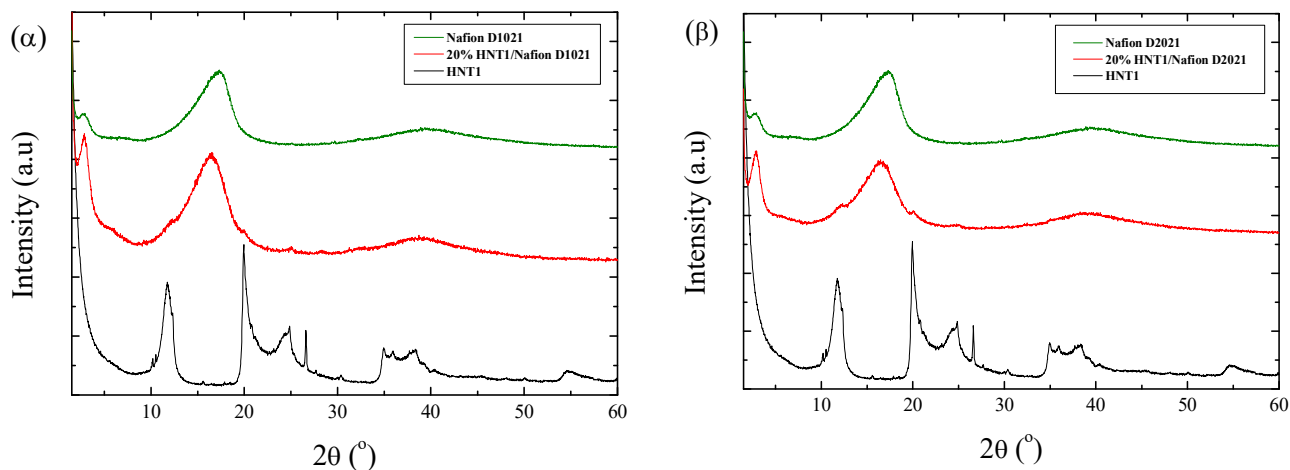 (α)
Nafion D1021
20% HNT1/Nafion D1021
HNT1
Intensity (a.u)
10 20 30 40 50 60
2θ (°)
(β)
Nafion D2021
20% HNT1/Nafion D2021
HNT1
Intensity (a.u)
10 20 30 40 50 60
2θ (°)